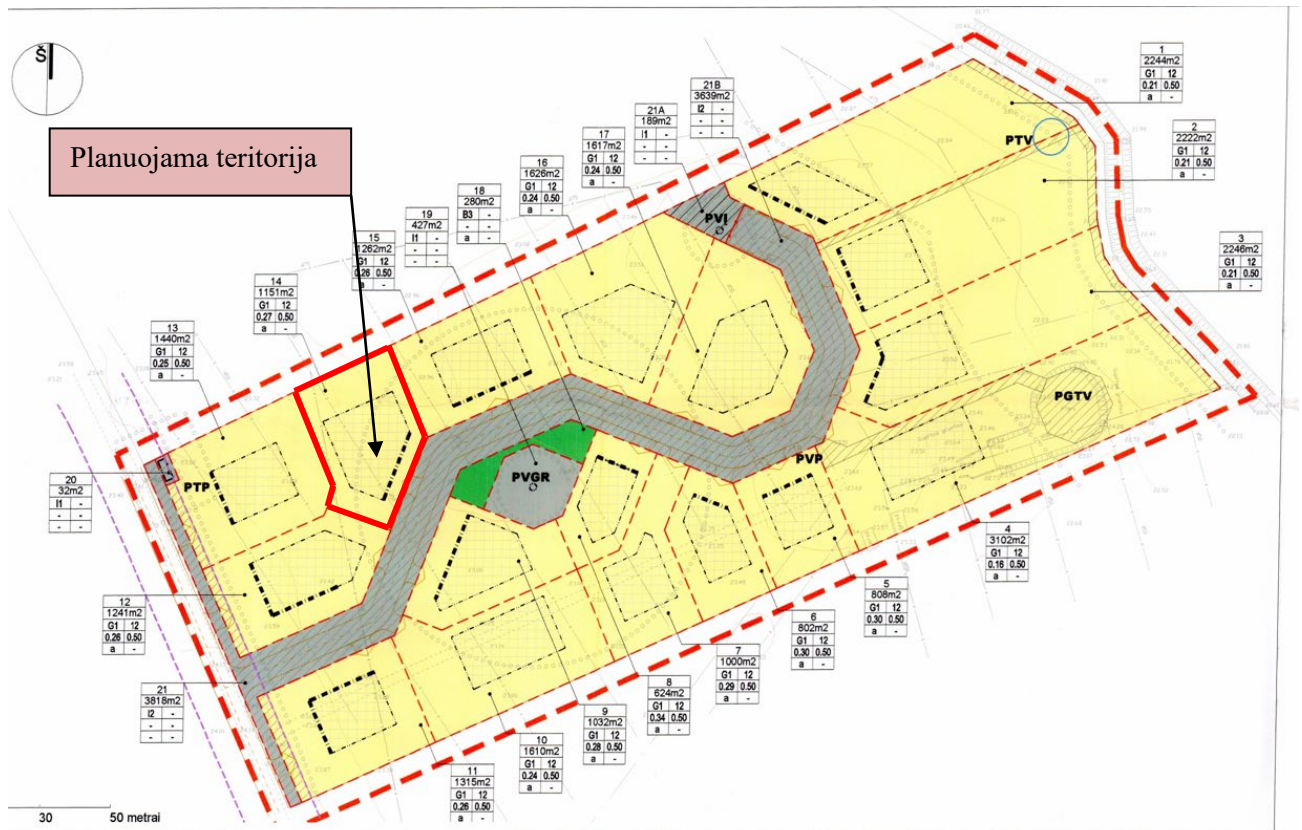 Š
Planuojama teritorija
1
2244m2
G1 12
0.21 0.50
a -
2
2222m2
G1 12
0.21 0.50
a -
3
2246m2
G1 12
0.21 0.50
a -
21B
3639m2
I2 -
- -
- -
21A
189m2
I1 -
- -
- -
17
1617m2
G1 12
0.24 0.50
a -
16
1626m2
G1 12
0.24 0.50
a -
18
280m2
B3 -
- -
a -
19
427m2
I1 -
- -
- -
15
1262m2
G1 12
0.26 0.50
a -
14
1151m2
G1 12
0.27 0.50
a -
13
1440m2
G1 12
0.25 0.50
a -
PTV
PVĮ
PGTV
PVP
PVGR
PTP
20
32m2
I1 -
- -
- -
12
1241m2
G1 12
0.26 0.50
a -
21
3818m2
I2 -
- -
- -
4
3102m2
G1 12
0.16 0.50
a -
5
808m2
G1 12
0.30 0.50
a -
6
802m2
G1 12
0.30 0.50
a -
7
1000m2
G1 12
0.29 0.50
a -
8
624m2
G1 12
0.34 0.50
a -
9
1032m2
G1 12
0.28 0.50
a -
10
1610m2
G1 12
0.24 0.50
a -
11
1315m2
G1 12
0.26 0.50
a -
30 50 metrai